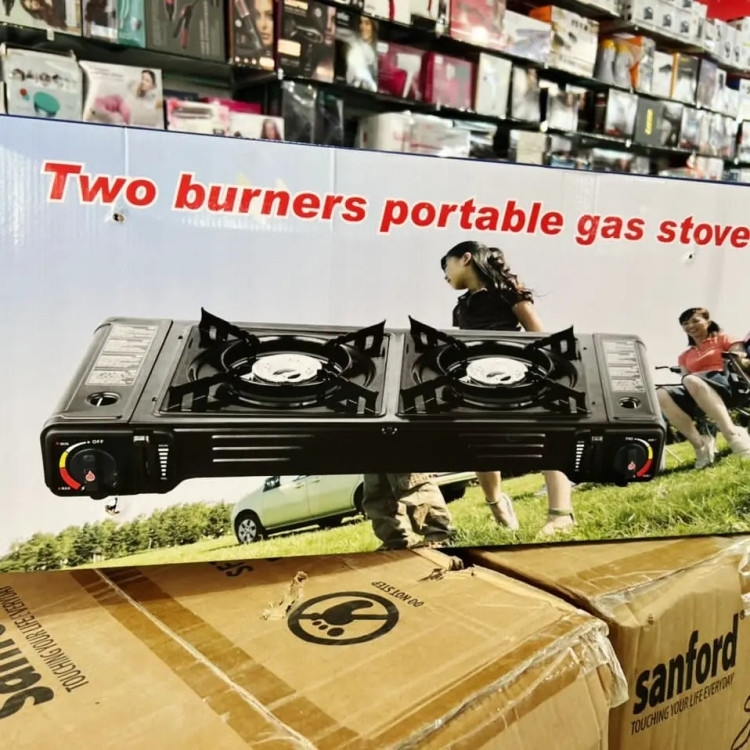 Two burners portable gas stove
OFF
DO NOT STEP
TOUCHING YOUR LIFE EVERYDAY
sanford
TOUCHING YOUR LIFE EVERYDAY